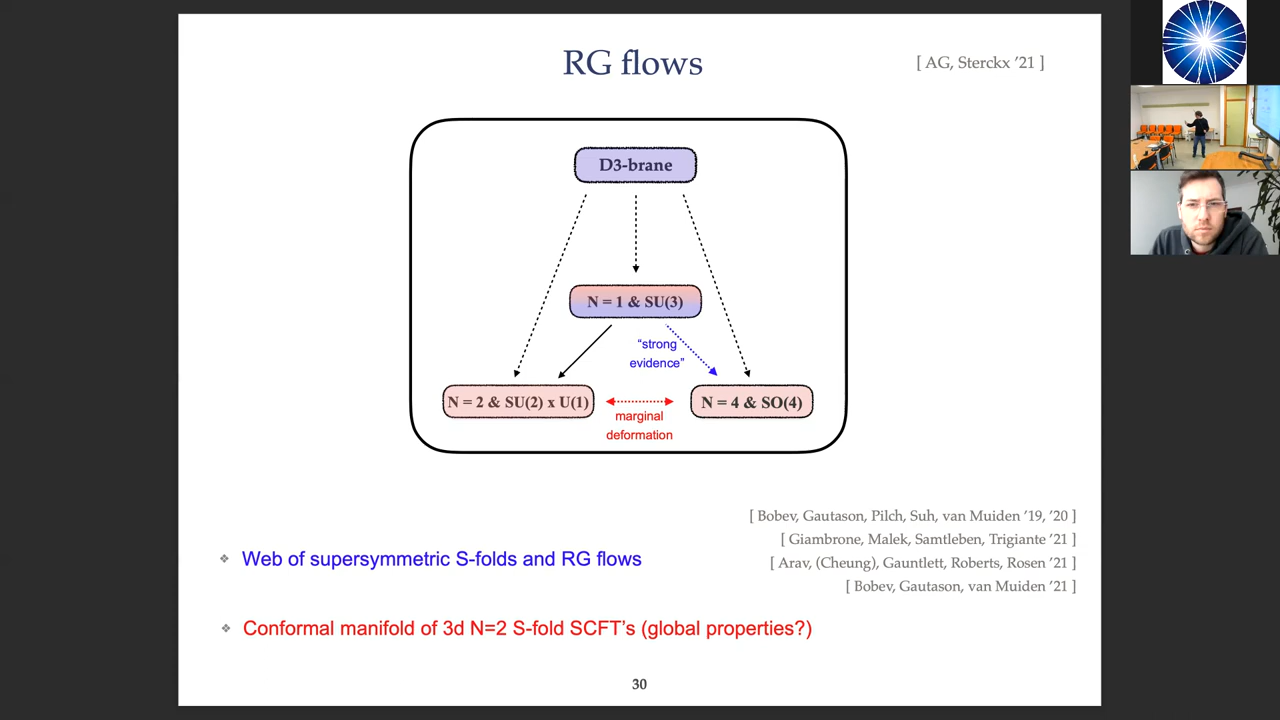 RG flows
[ AG, Sterckx '21 ]
D3-brane
N = 1 & SU(3)
“strong
evidence”
N = 2 & SU(2) x U(1)
N = 4 & SO(4)
marginal
deformation
[ Bobev, Gautason, Pilch, Suh, van Muiden '19, '20 ]
[ Giambrone, Malek, Samtleben, Trigiante '21 ]
❖ Web of supersymmetric S-folds and RG flows
[ Arav, (Cheung), Gauntlett, Roberts, Rosen '21 ]
[ Bobev, Gautason, van Muiden '21 ]
❖ Conformal manifold of 3d N=2 S-fold SCFT's (global properties?)
30